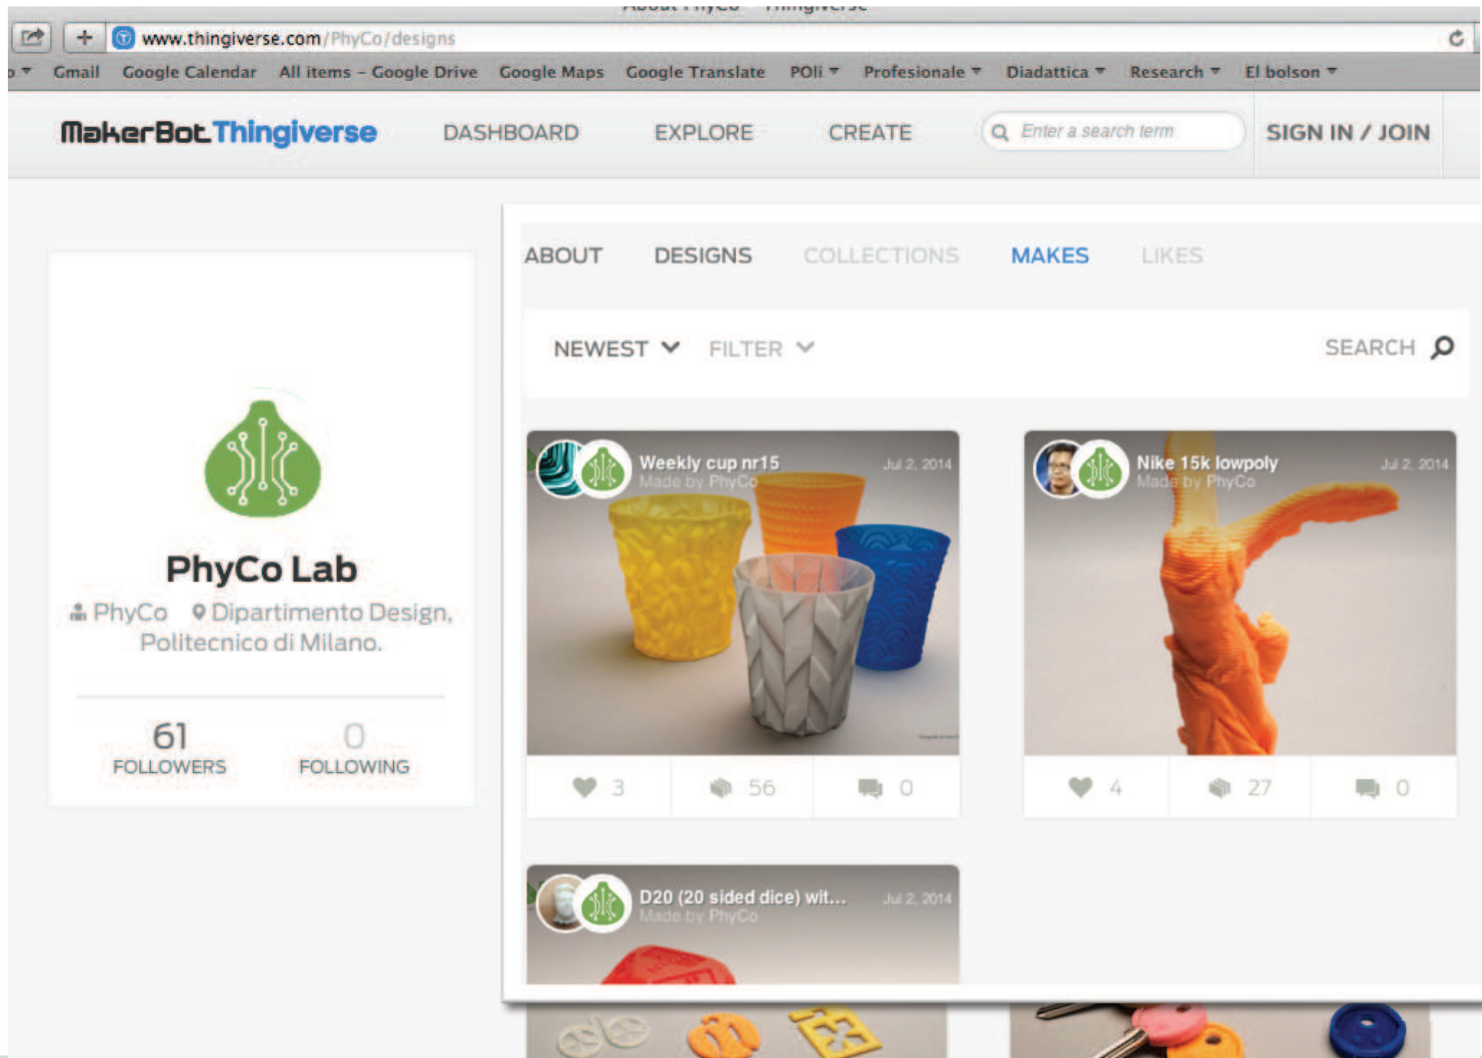 About PhyCo - Thingiverse
www.thingiverse.com/PhyCo/designs
Gmail Google Calendar All items – Google Drive Google Maps Google Translate POli Profesionale Diadattica Research El bolson
MakerBot Thingiverse DASHBOARD EXPLORE CREATE Enter a search term SIGN IN / JOIN
ABOUT DESIGNS COLLECTIONS MAKES LIKES
NEWEST FILTER SEARCH
PhyCo Lab
PhyCo Dipartimento Design,
Politecnico di Milano.
61 0
FOLLOWERS FOLLOWING
Weekly cup nr15 Jul 2, 2014
Made by PhyCo
3 56 0
Nike 15k lowpoly Jul 2, 2014
Made by PhyCo
4 27 0
D20 (20 sided dice) wit... Jul 2, 2014
Made by PhyCo